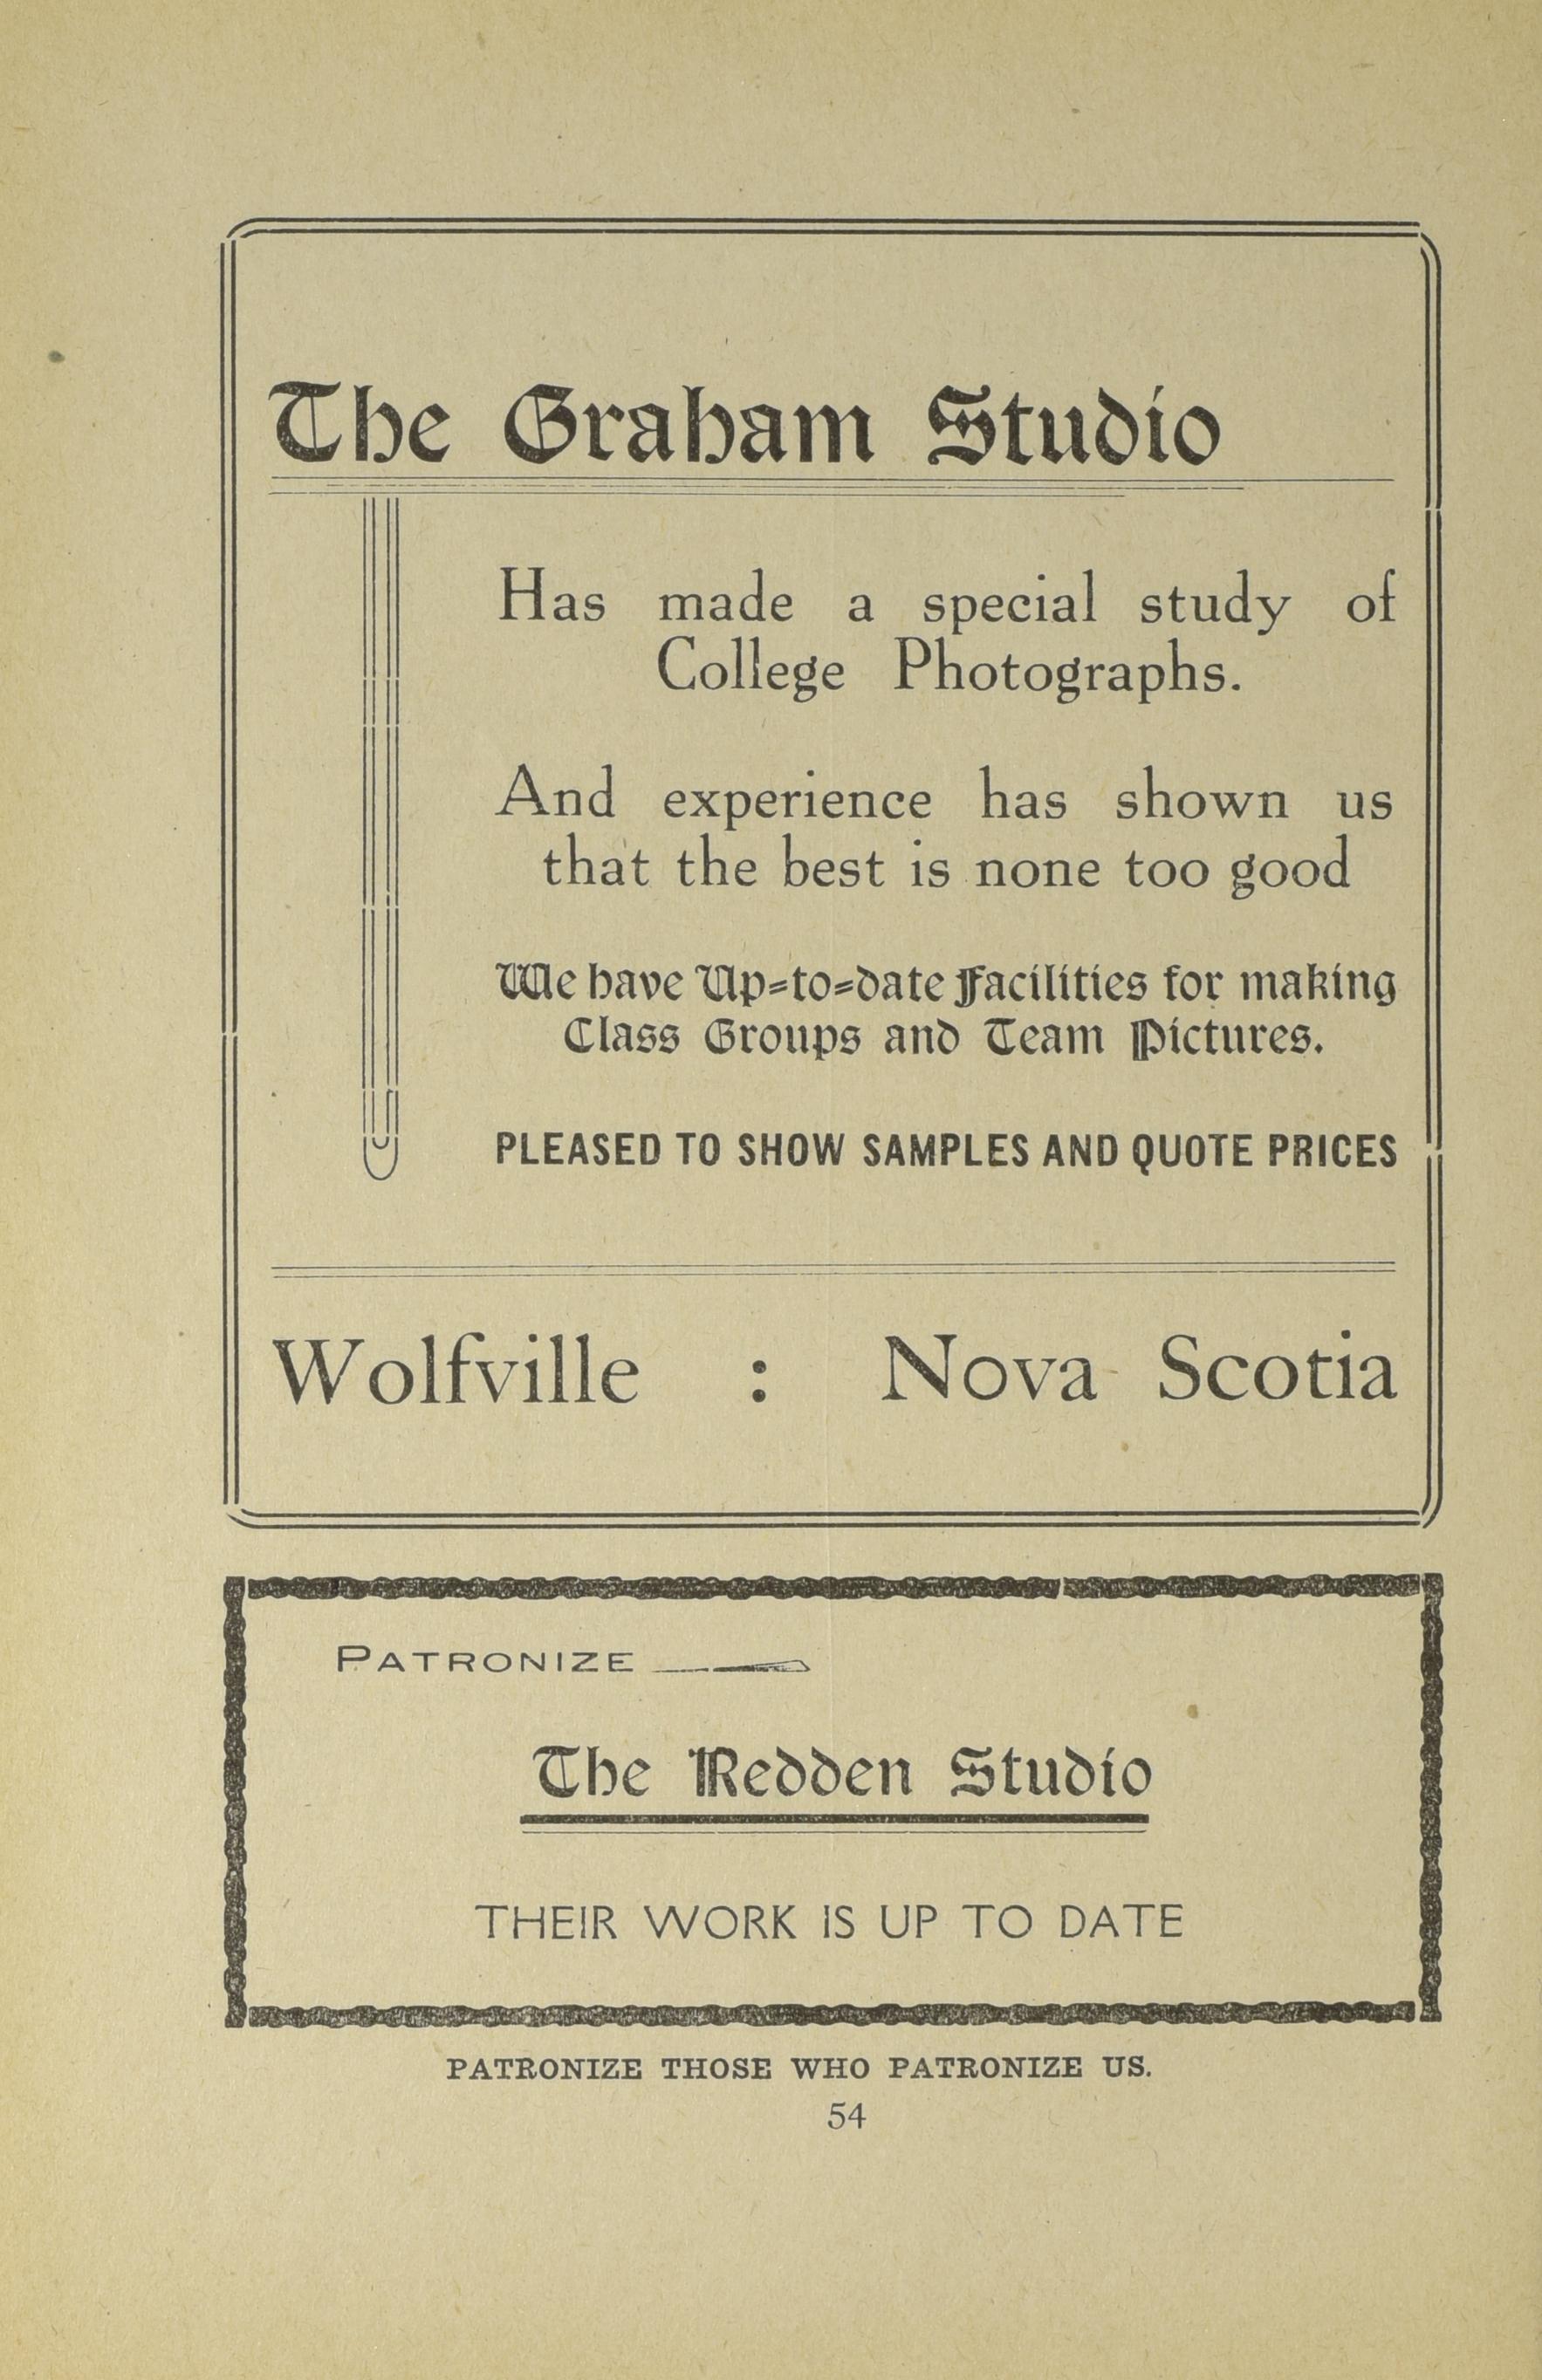 The Graham Studio
Has made a special study of
College Photographs.
And experience has shown us
that the best is none too good
We have Up-to-date Facilities for making
Class Groups and Team Pictures.
PLEASED TO SHOW SAMPLES AND QUOTE PRICES
Wolfville : Nova Scotia
PATRONIZE
The Redden Studio
THEIR WORK IS UP TO DATE
PATRONIZE THOSE WHO PATRONIZE US.
54